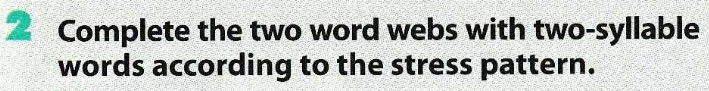 2 Complete the two word webs with two-syllable
words according to the stress pattern.